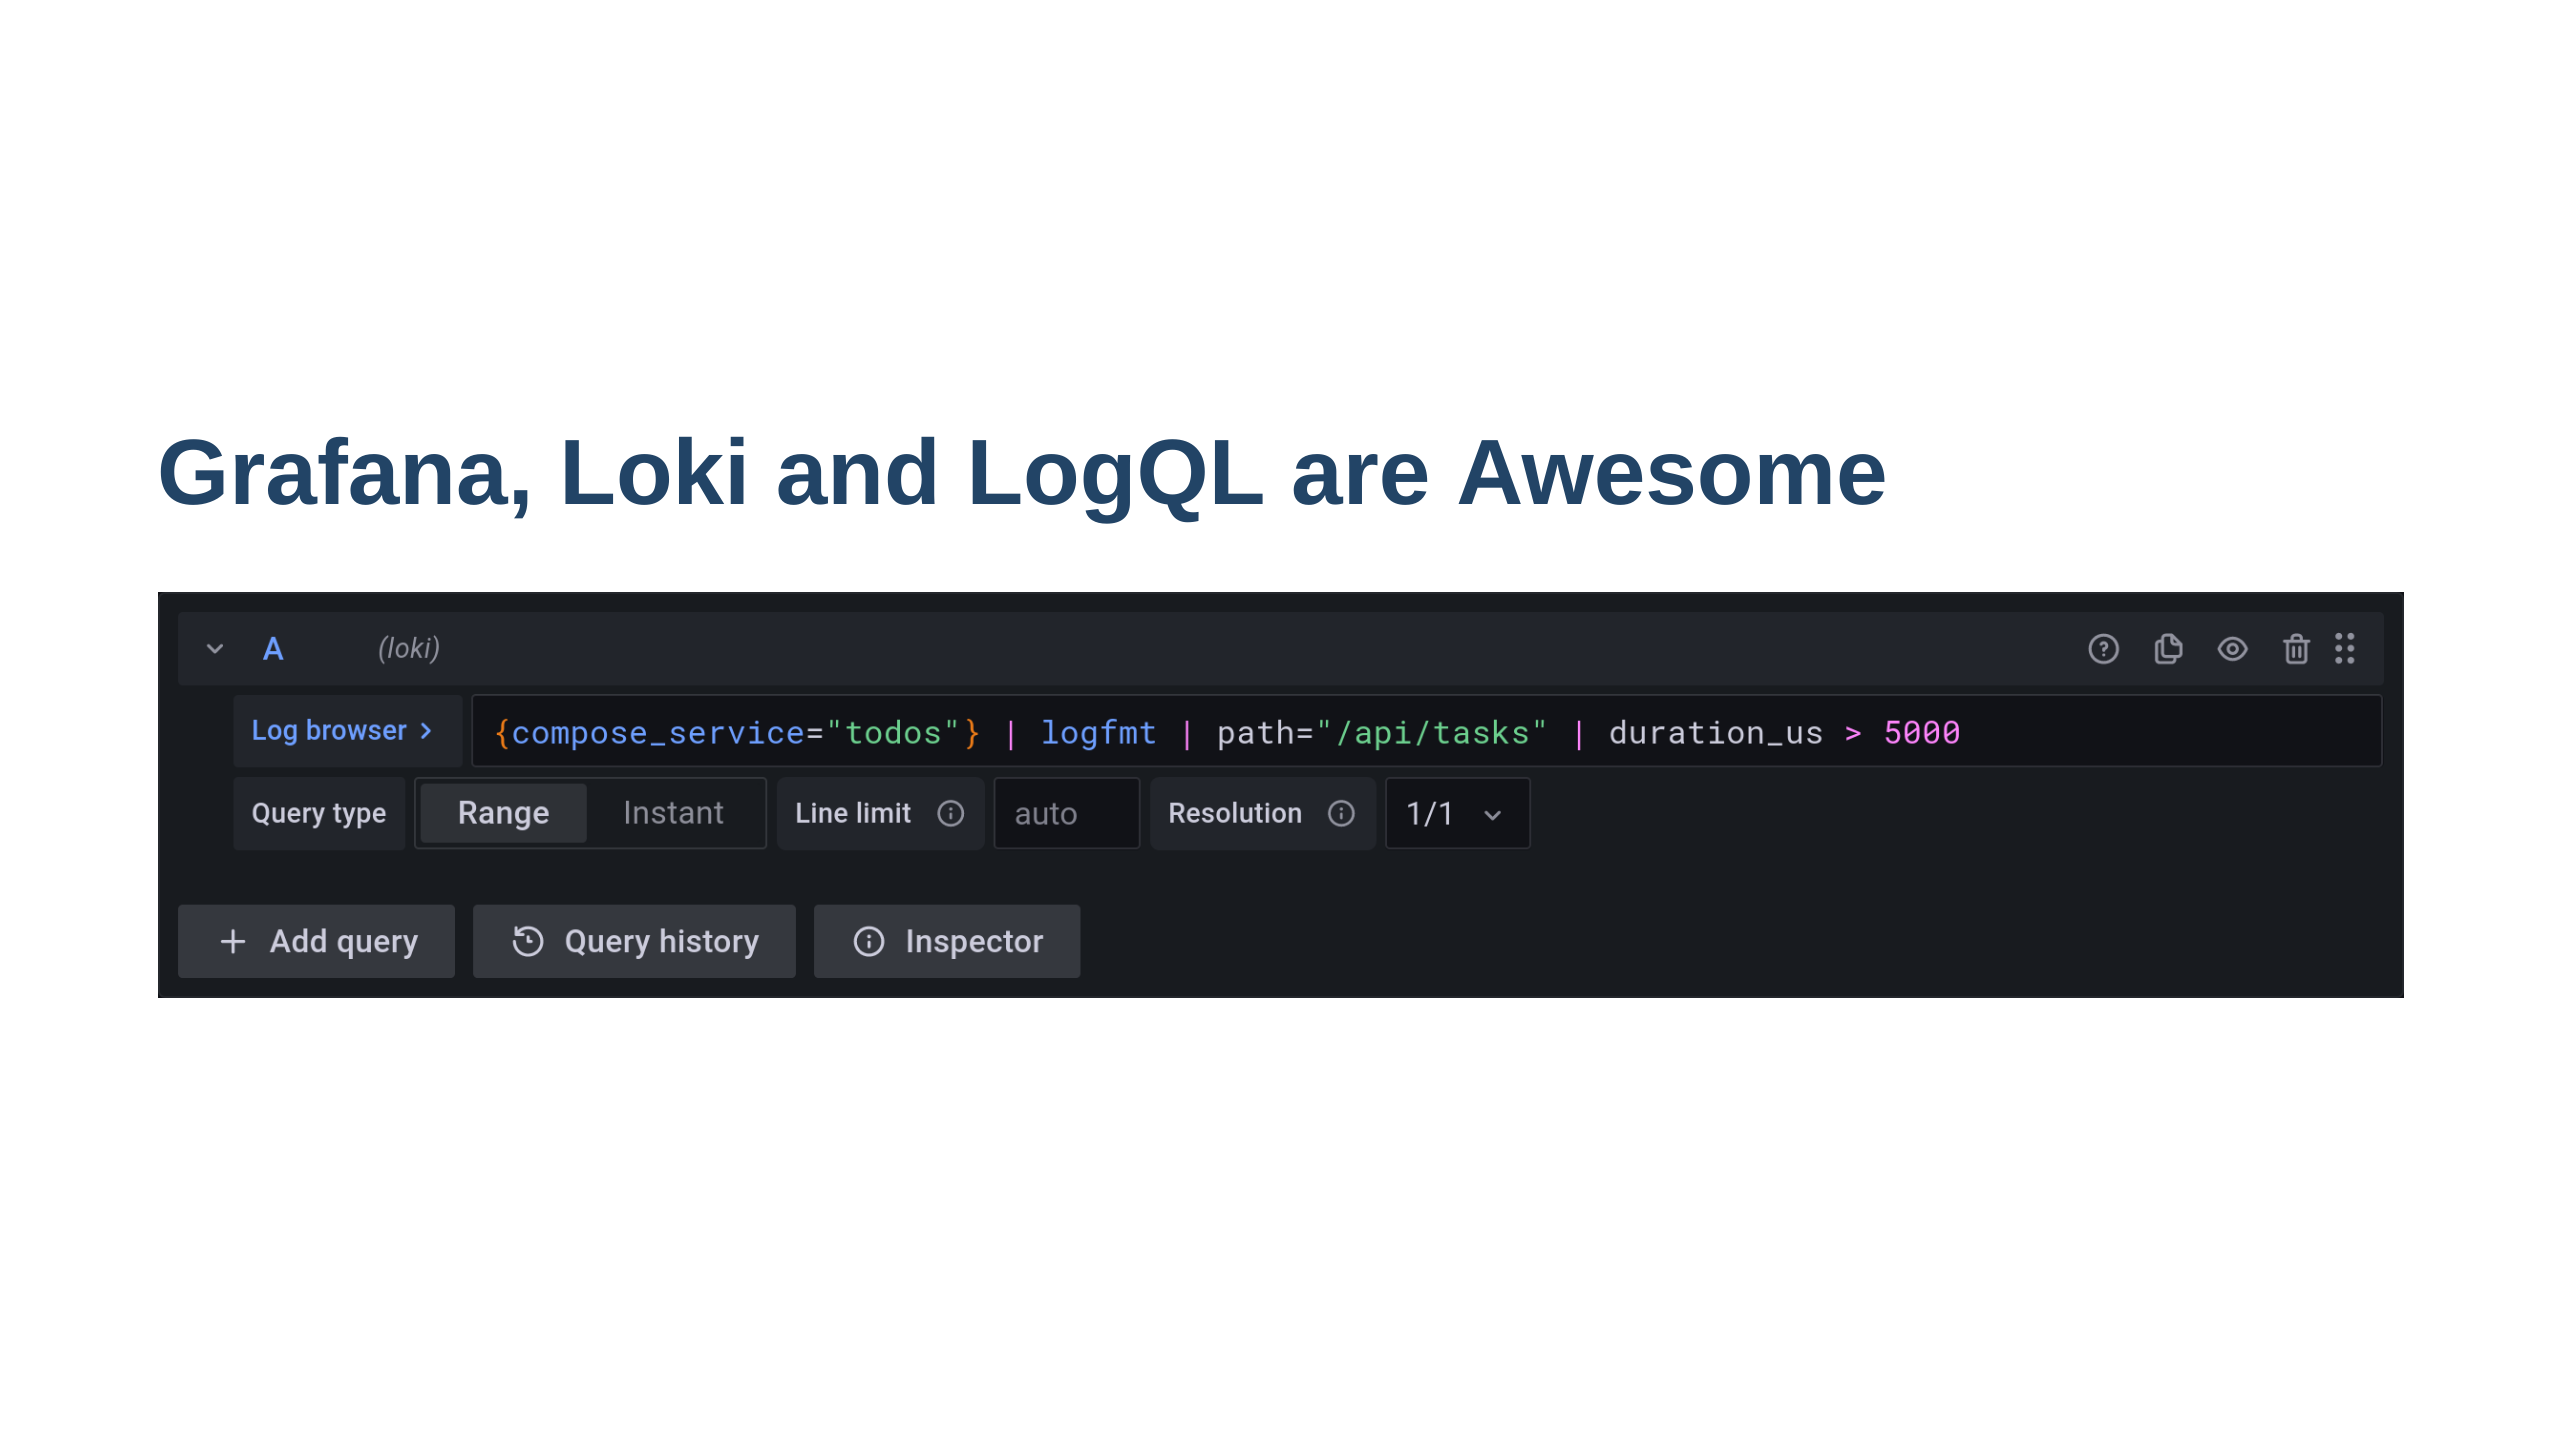 Grafana, Loki and LogQL are Awesome
A (loki)
Log browser {compose_service="todos"} | logfmt | path="/api/tasks" | duration_us > 5000
Query type Range Instant Line limit auto Resolution 1/1
Add query Query history Inspector